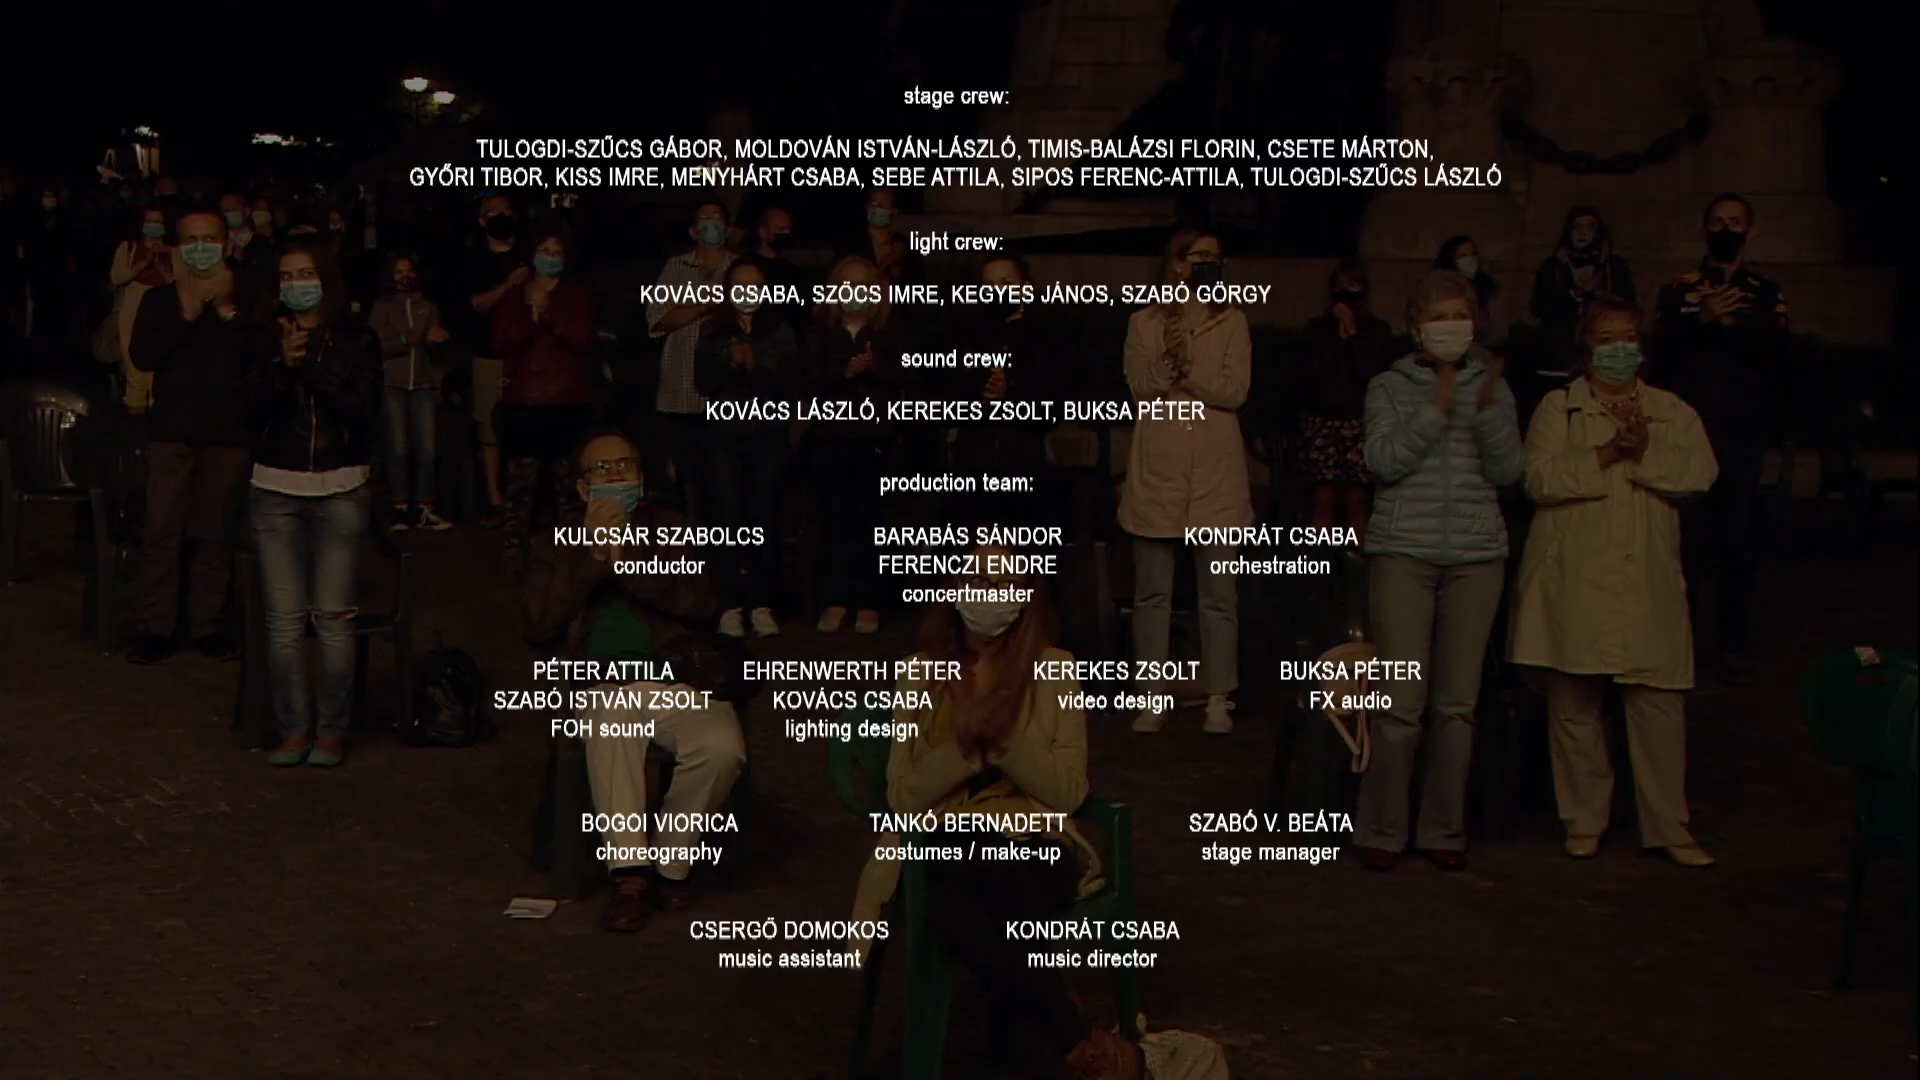 stage crew:
TULOGDI-SZŰCS GÁBOR, MOLDOVÁN ISTVÁN-LÁSZLÓ, TIMIS-BALÁZSI FLORIN, CSETE MÁRTON,
GYŐRI TIBOR, KISS IMRE, MENYHÁRT CSABA, SEBE ATTILA, SIPOS FERENC-ATTILA, TULOGDI-SZŰCS LÁSZLÓ
light crew:
KOVÁCS CSABA, SZŐCS IMRE, KEGYES JÁNOS, SZABÓ GÖRGY
sound crew:
KOVÁCS LÁSZLÓ, KEREKES ZSOLT, BUKSA PÉTER
production team:
KULCSÁR SZABOLCS
conductor
BARABÁS SÁNDOR
FERENCZI ENDRE
concertmaster
KONDRÁT CSABA
orchestration
PÉTER ATTILA
SZABÓ ISTVÁN ZSOLT
FOH sound
EHRENWERTH PÉTER
KOVÁCS CSABA
lighting design
KEREKES ZSOLT
video design
BUKSA PÉTER
FX audio
BOGOI VIORICA
choreography
TANKÓ BERNADETT
costumes / make-up
SZABÓ V. BEÁTA
stage manager
CSERGŐ DOMOKOS
music assistant
KONDRÁT CSABA
music director